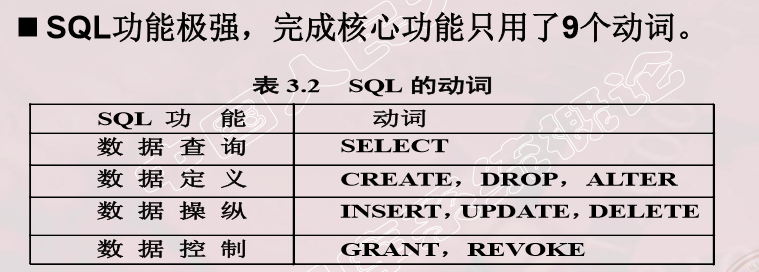 ■ SQL功能极强，完成核心功能只用了9个动词。
表 3.2 SQL 的动词
SQL 功 能 动词
数 据 查 询 SELECT
数 据 定 义 CREATE，DROP，ALTER
数 据 操 纵 INSERT，UPDATE，DELETE
数 据 控 制 GRANT，REVOKE